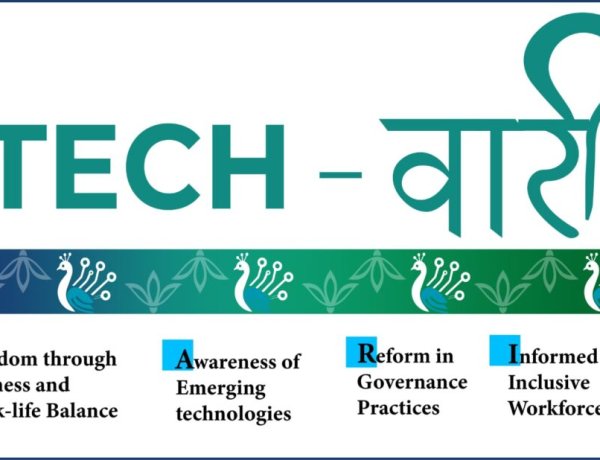 TECH – वारी
dom through
ness and
k-life Balance
Awareness of
Emerging
technologies
Reform in
Governance
Practices
Informed
Inclusive
Workforce